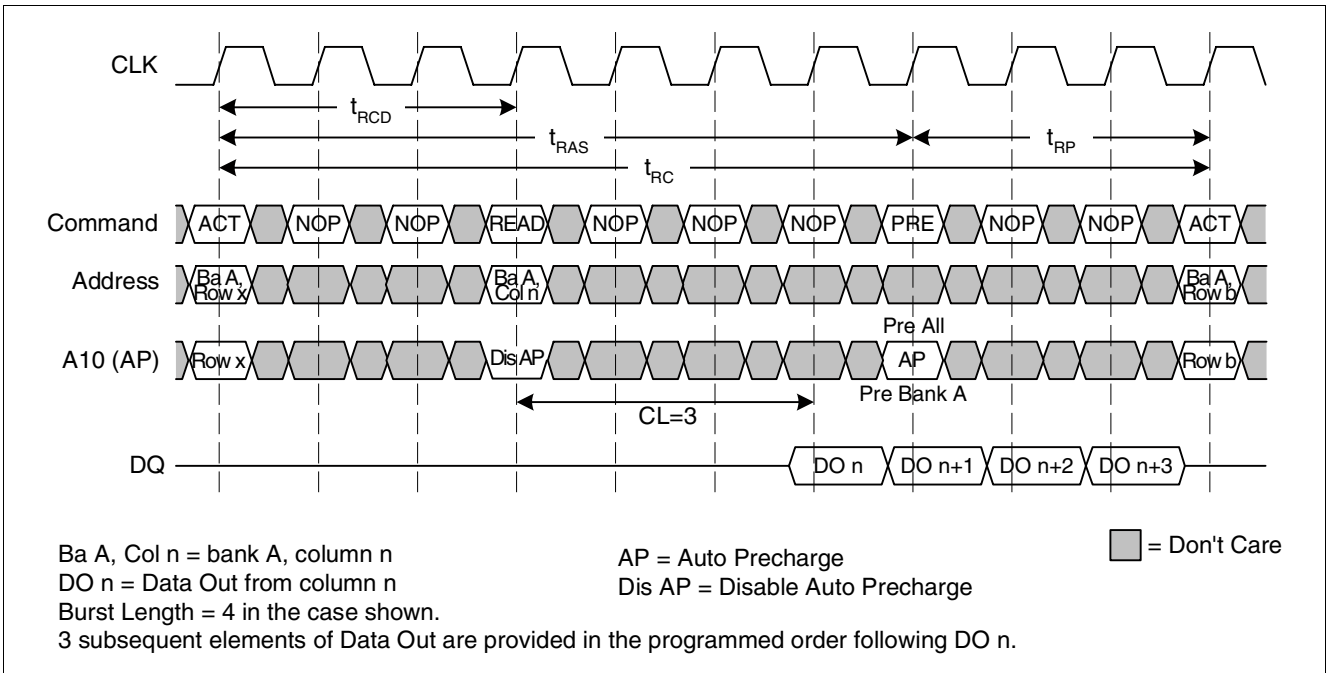 CLK
tRCD
tRAS
tRP
tRC
Command ACT NOP NOP READ NOP NOP NOP PRE NOP NOP ACT
Address Ba A, Row x Ba A, Col n Ba A, Row b
Pre All
A10 (AP) Row x Dis AP AP Row b
Pre Bank A
CL=3
DQ DO n DO n+1 DO n+2 DO n+3
Ba A, Col n = bank A, column n
DO n = Data Out from column n
Burst Length = 4 in the case shown.
3 subsequent elements of Data Out are provided in the programmed order following DO n.
AP = Auto Precharge
Dis AP = Disable Auto Precharge
= Don't Care